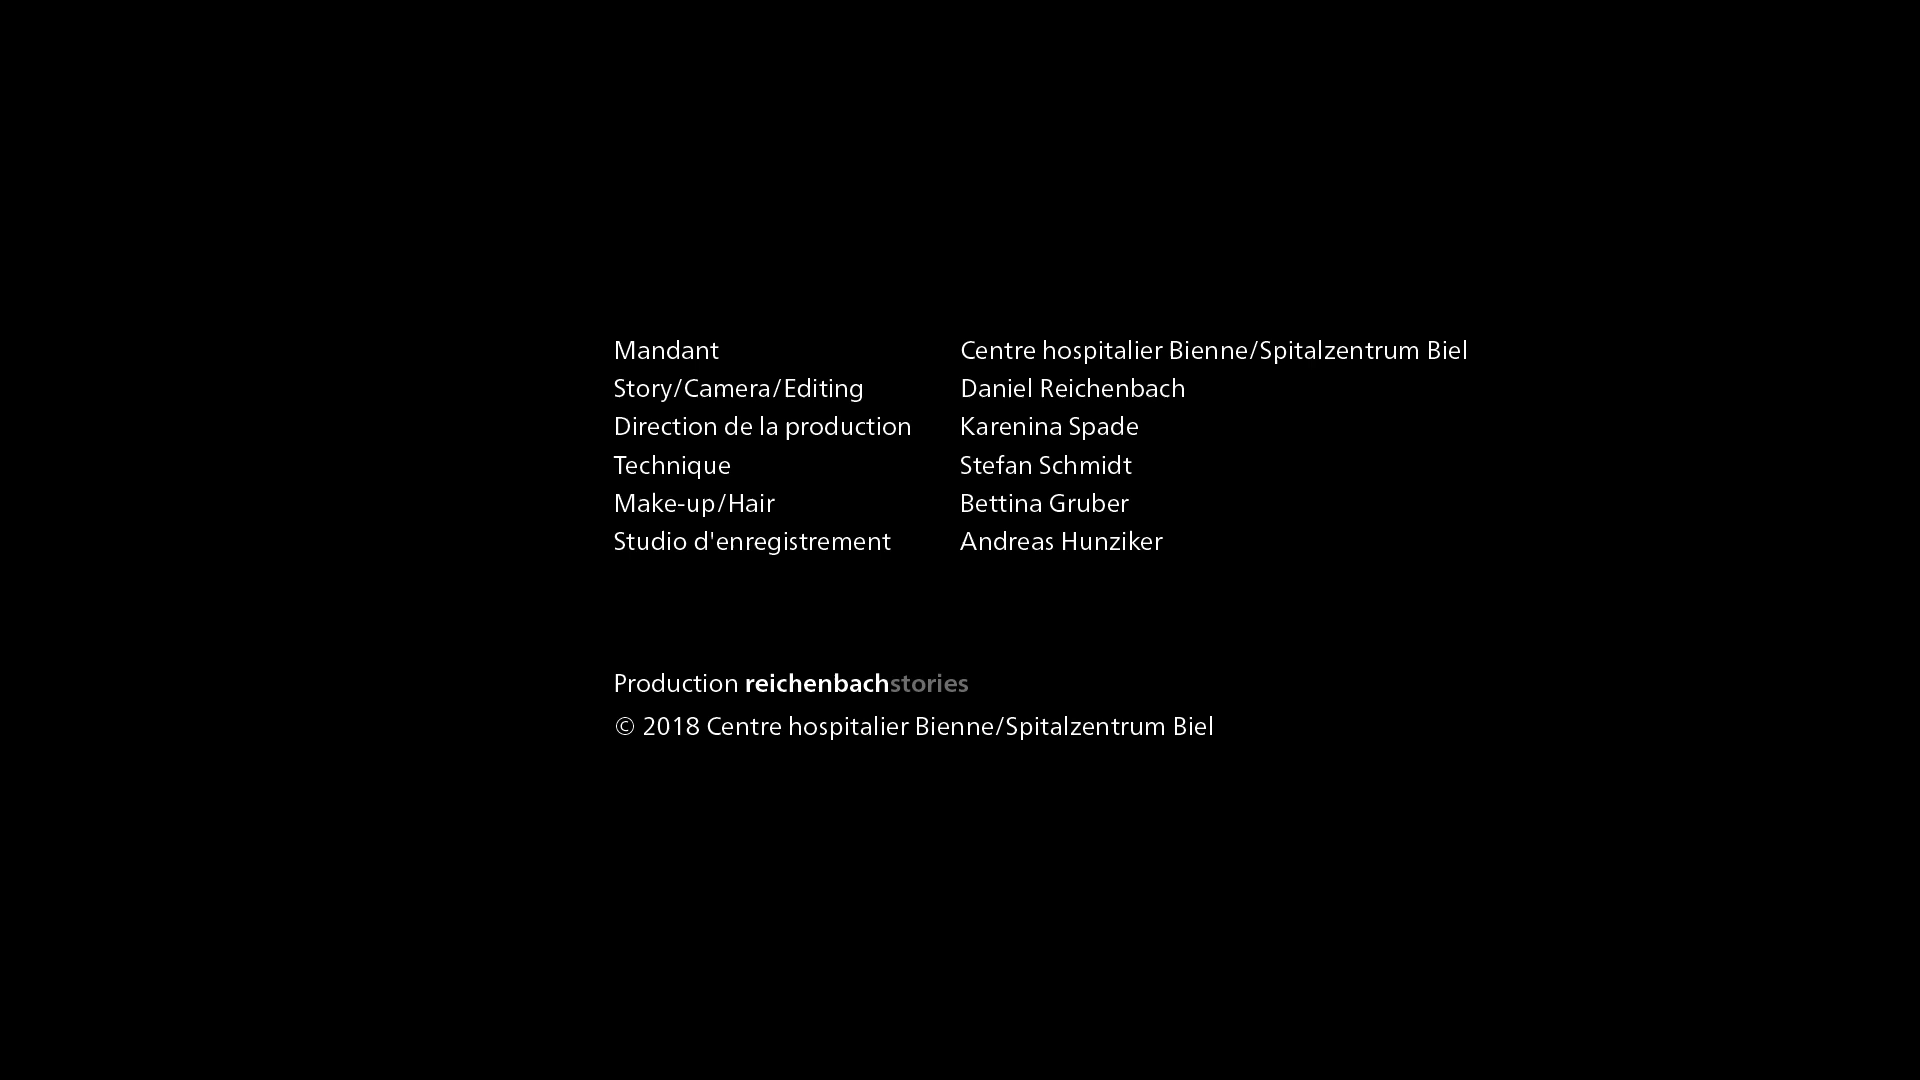 Mandant Centre hospitalier Bienne/Spitalzentrum Biel
Story/Camera/Editing Daniel Reichenbach
Direction de la production Karenina Spade
Technique Stefan Schmidt
Make-up/Hair Bettina Gruber
Studio d'enregistrement Andreas Hunziker
Production reichenbachstories
© 2018 Centre hospitalier Bienne/Spitalzentrum Biel